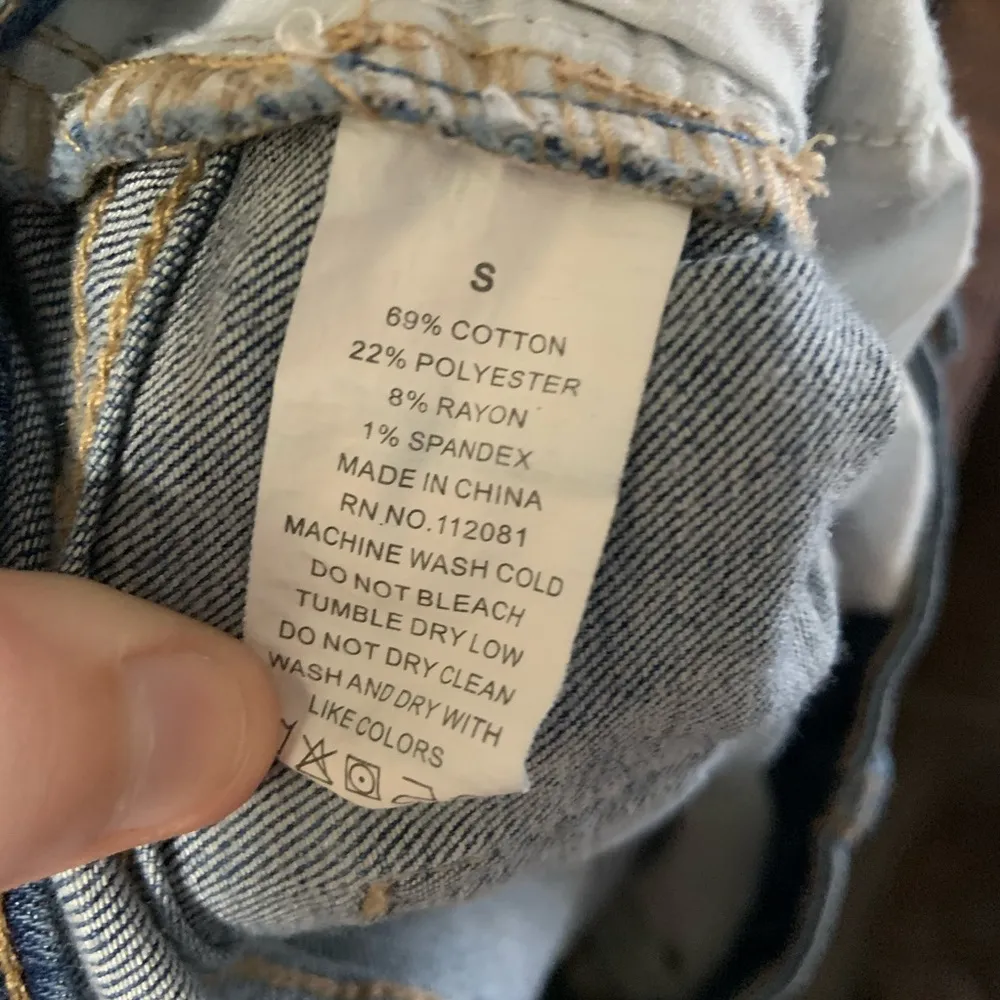 S
69% COTTON
22% POLYESTER
8% RAYON
1% SPANDEX
MADE IN CHINA
RN.NO.112081
MACHINE WASH COLD
DO NOT BLEACH
TUMBLE DRY LOW
DO NOT DRY CLEAN
WASH AND DRY WITH
LIKE COLORS